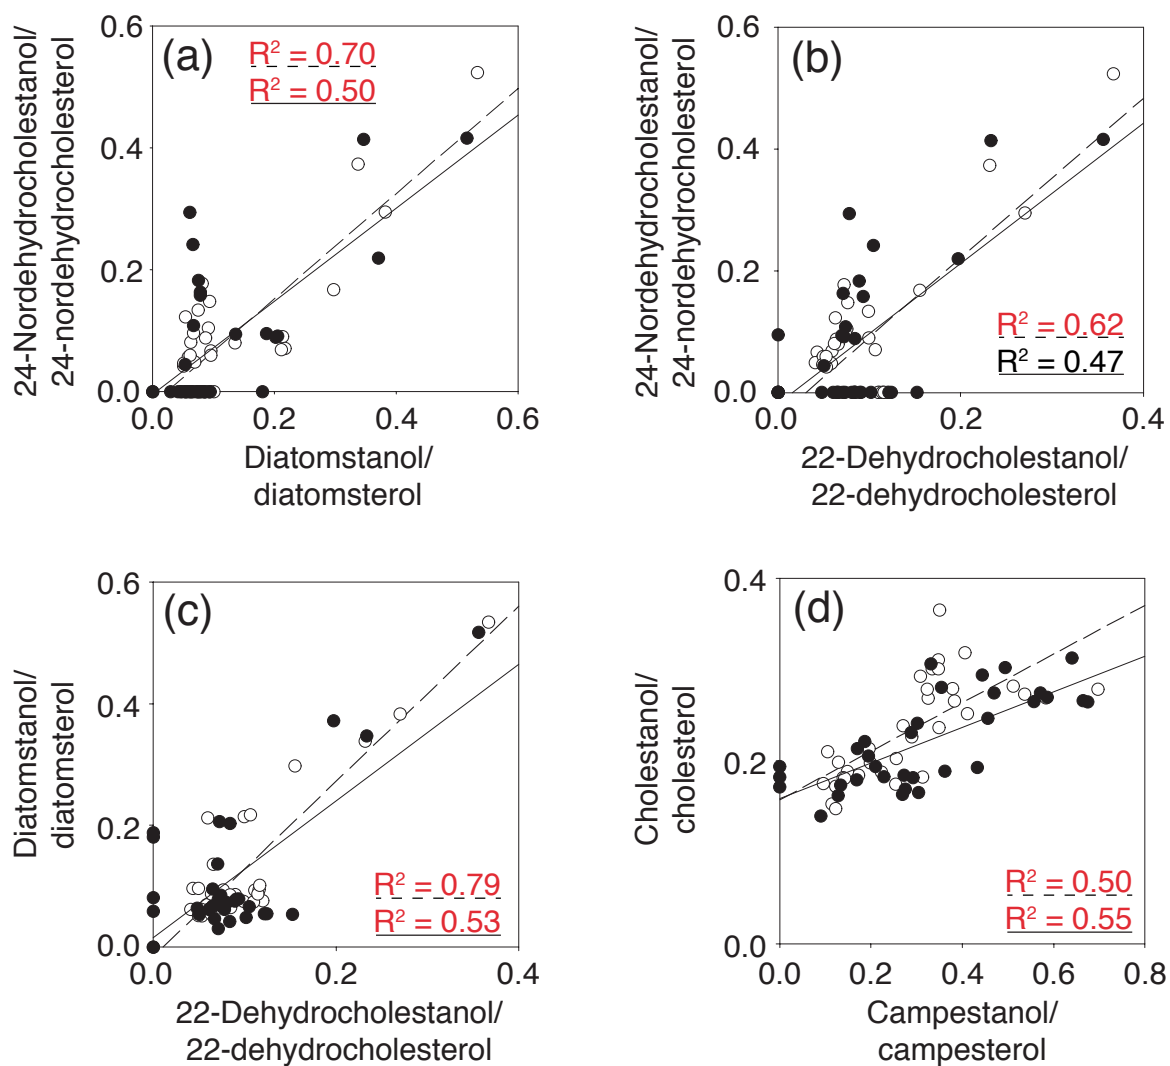 (a)
R² = 0.70
R² = 0.50
24-Nordehydrocholestanol/
24-nordehydrocholesterol
0.6
0.4
0.2
0.0
0.0 0.2 0.4 0.6
Diatomstanol/
diatomsterol
(b)
24-Nordehydrocholestanol/
24-nordehydrocholesterol
0.6
0.4
0.2
0.0
R² = 0.62
R² = 0.47
0.0 0.2 0.4
22-Dehydrocholestanol/
22-dehydrocholesterol
(c)
Diatomstanol/
diatomsterol
0.6
0.4
0.2
0.0
R² = 0.79
R² = 0.53
0.0 0.2 0.4
22-Dehydrocholestanol/
22-dehydrocholesterol
(d)
Cholestanol/
cholesterol
0.4
0.2
0.0
R² = 0.50
R² = 0.55
0.0 0.2 0.4 0.6 0.8
Campestanol/
campesterol